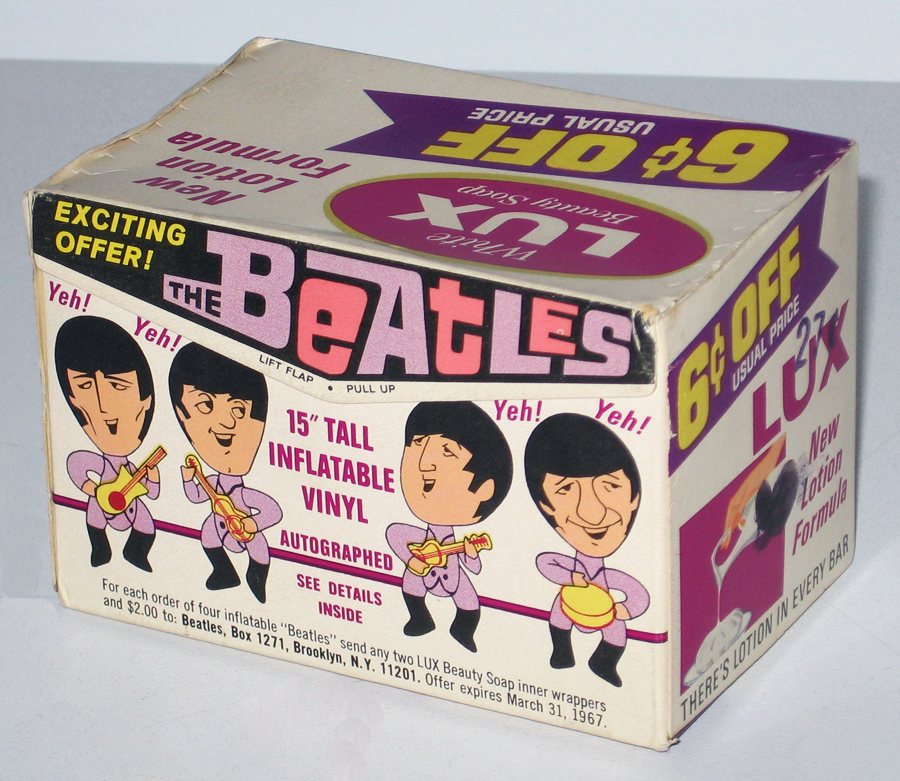 6¢ OFF
USUAL PRICE
New
Lotion
Formula
White
LUX
Beauty Soap
EXCITING
OFFER!
THE BEATLES
Yeh!
Yeh!
LIFT FLAP • PULL UP
Yeh!
Yeh!
15" TALL
INFLATABLE
VINYL
AUTOGRAPHED
SEE DETAILS
INSIDE
For each order of four inflatable "Beatles" send any two LUX Beauty Soap inner wrappers
and $2.00 to: Beatles, Box 1271, Brooklyn, N.Y. 11201. Offer expires March 31, 1967.
6¢ OFF
USUAL PRICE
27¢
LUX
New
Lotion
Formula
THERE'S LOTION IN EVERY BAR